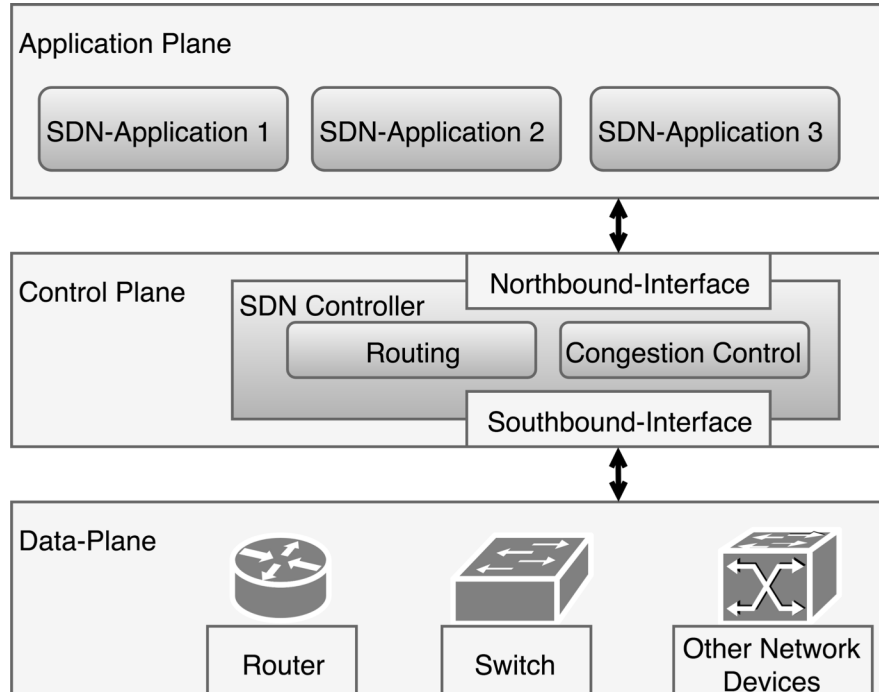 Application Plane
SDN-Application 1
SDN-Application 2
SDN-Application 3
Control Plane
Northbound-Interface
SDN Controller
Routing
Congestion Control
Southbound-Interface
Data-Plane
Router
Switch
Other Network
Devices